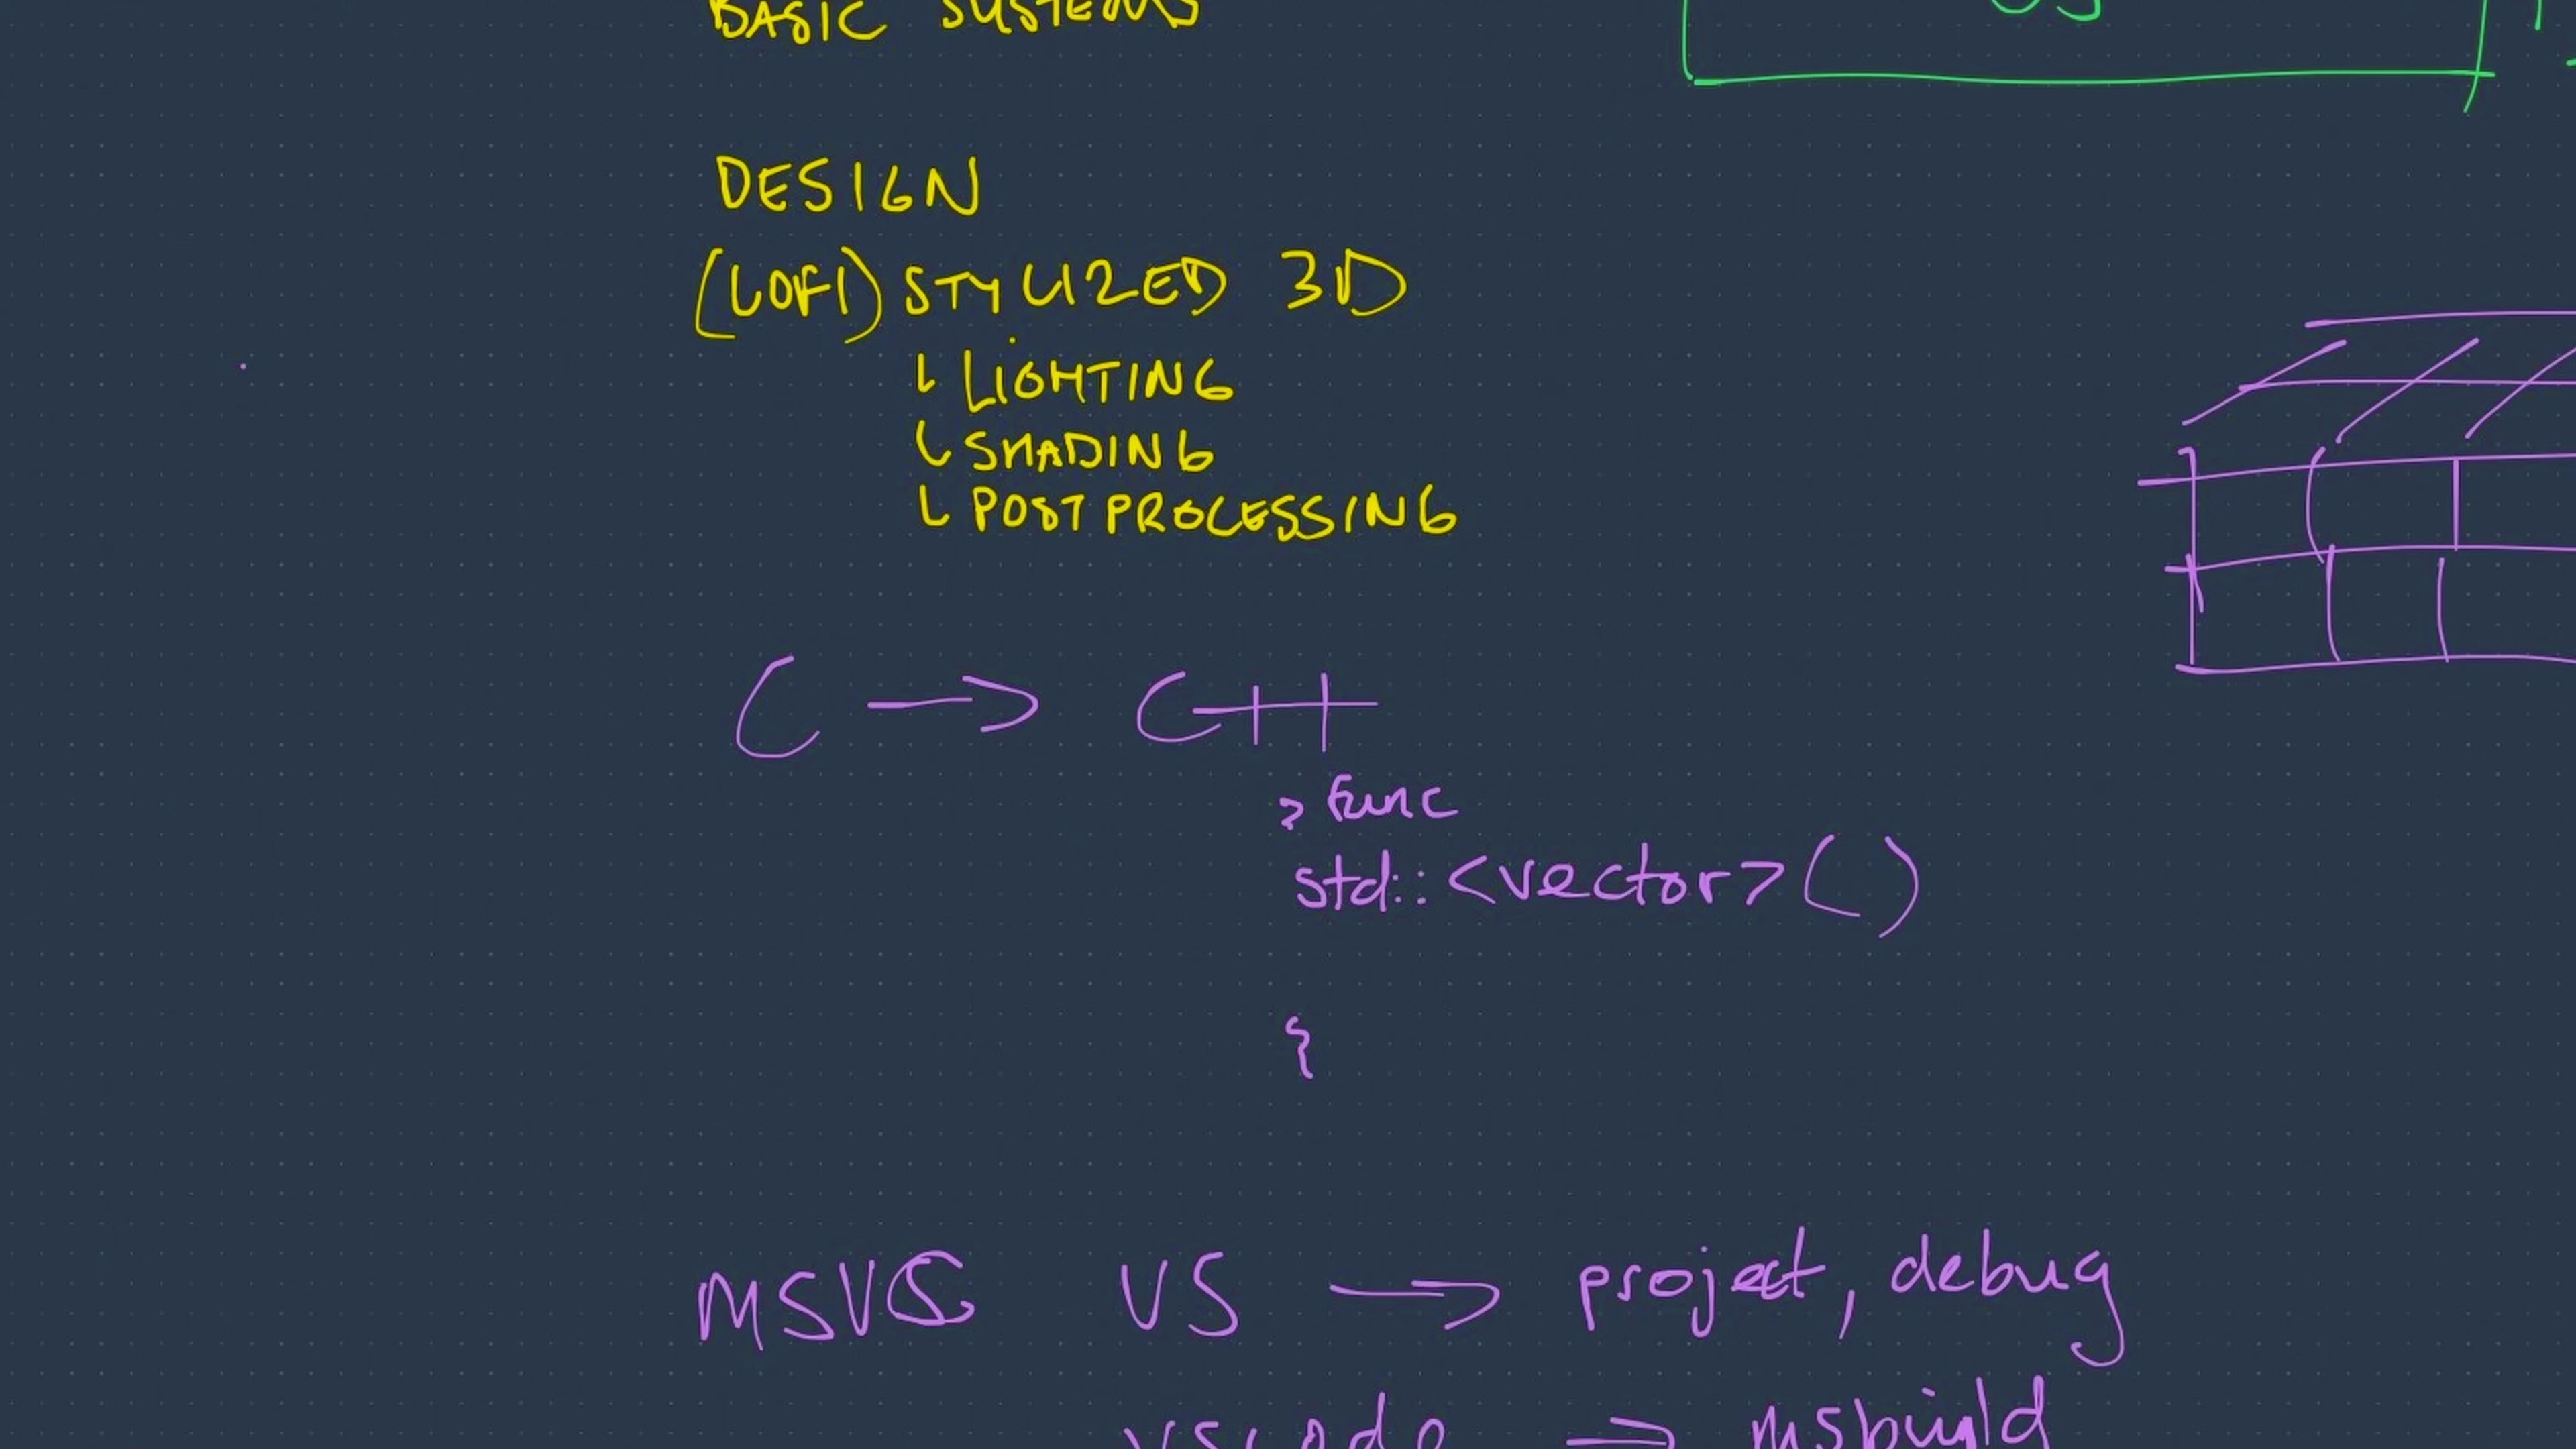 BASIC SYSTEMS
DESIGN
(LOFI) STYLIZED 3D
└ LIGHTING
└ SHADING
└ POST PROCESSING
C → C++
> func
std::<vector>()
{
MSVC VS → project, debug
vscode → msbuild